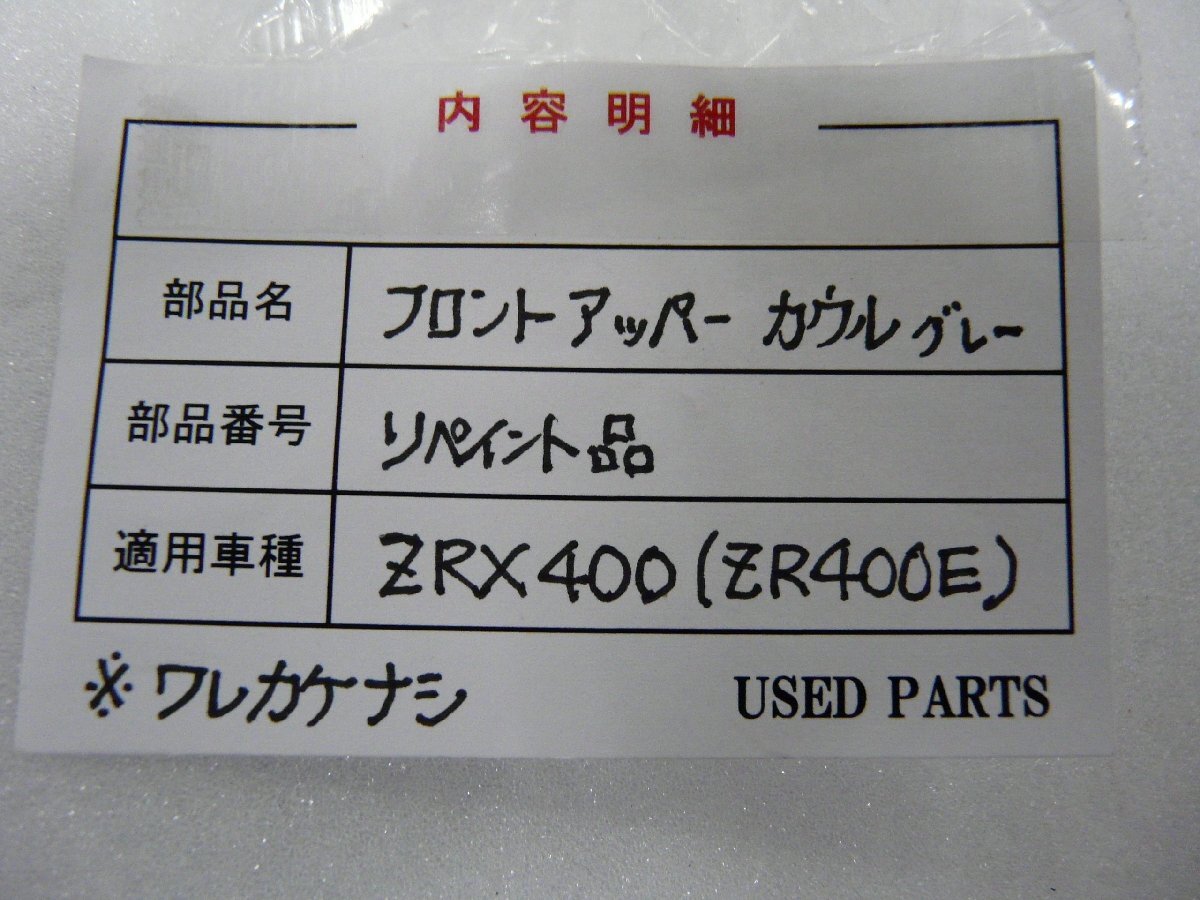 内容明細
部品名 フロントアッパー カウル グレー
部品番号 リペイント品
適用車種 ZRX400(ZR400E)
※ワレカケナシ USED PARTS